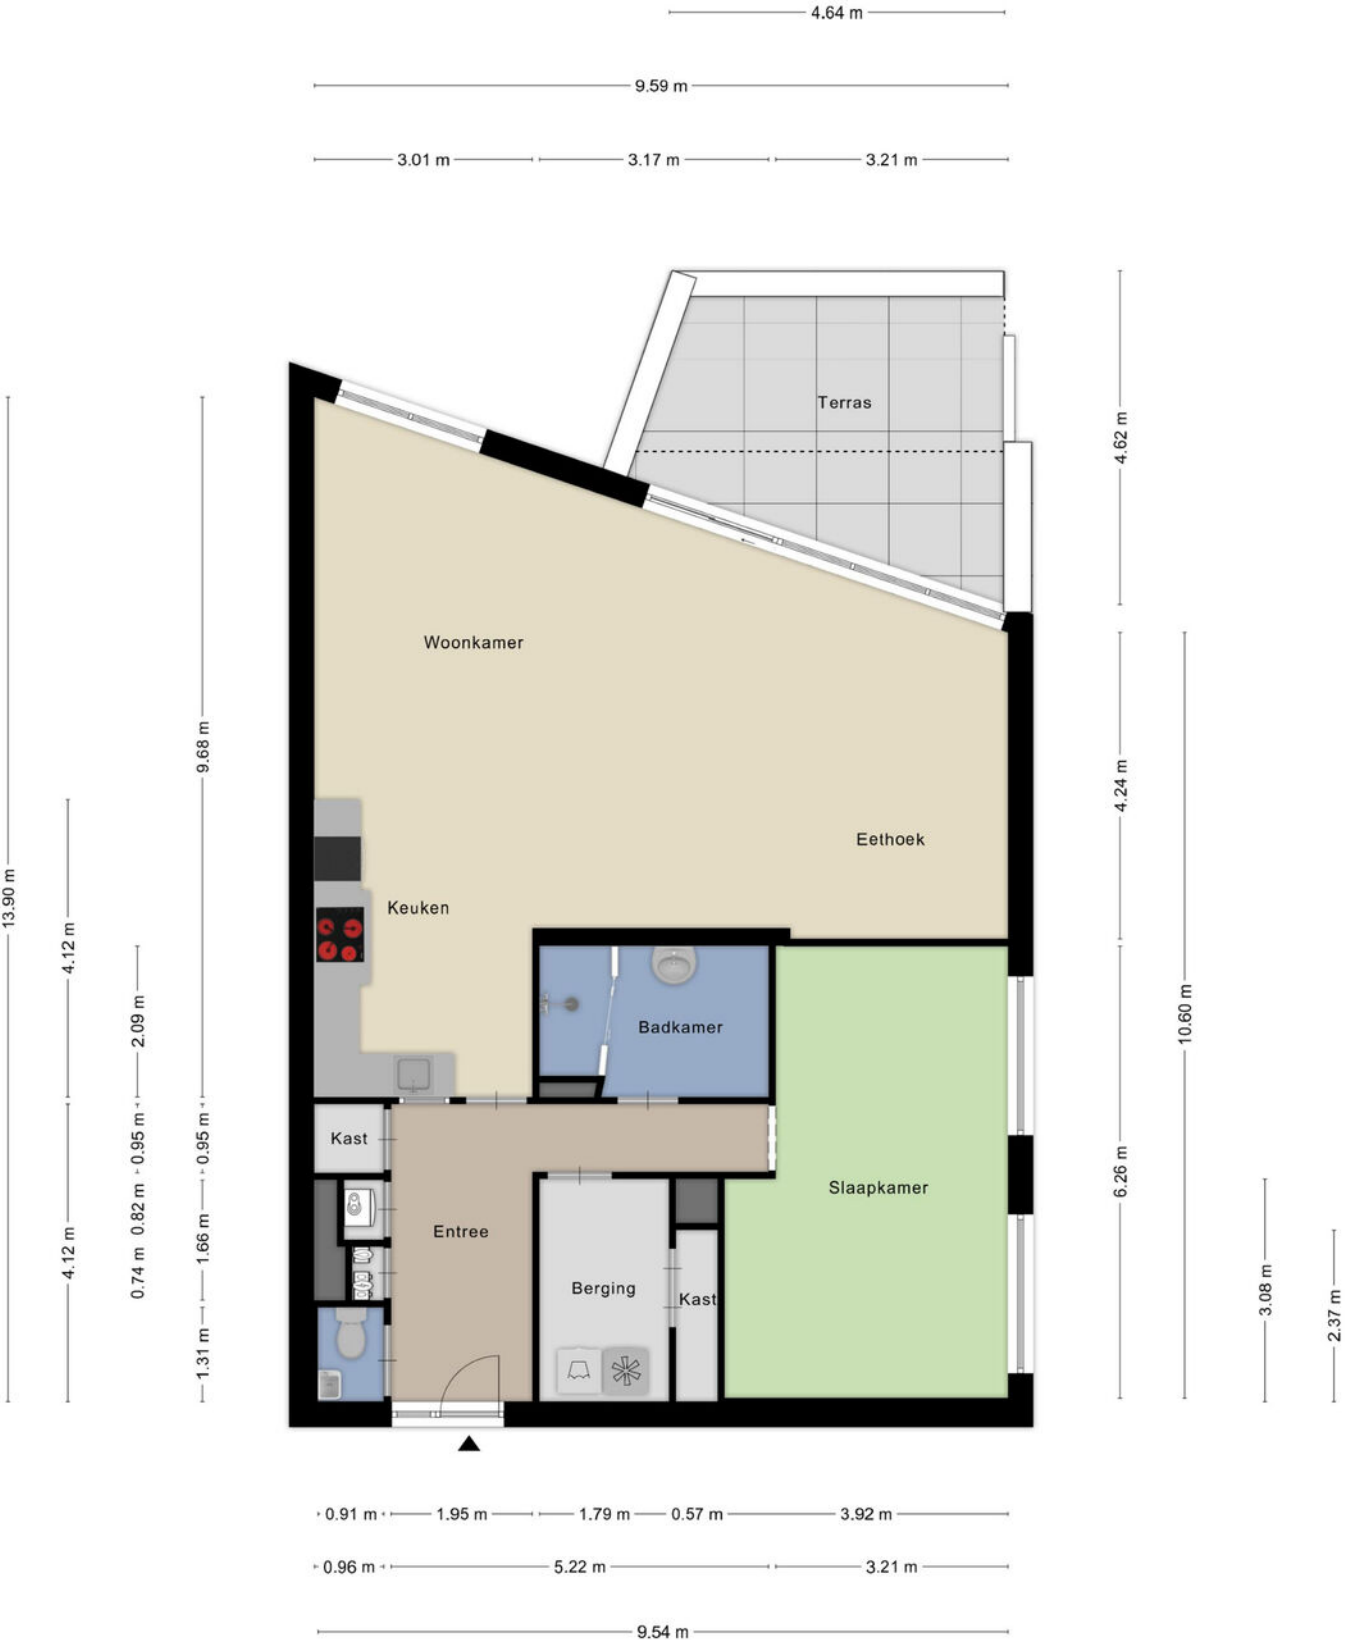 4.64 m
9.59 m
3.01 m
3.17 m
3.21 m
Terras
4.62 m
Woonkamer
9.68 m
4.24 m
Eethoek
13.90 m
Keuken
4.12 m
2.09 m
10.60 m
Badkamer
Kast
0.95 m
0.95 m
6.26 m
Slaapkamer
0.82 m
1.66 m
Entree
4.12 m
0.74 m
Berging
Kast
3.08 m
2.37 m
1.31 m
0.91 m
1.95 m
1.79 m
0.57 m
3.92 m
0.96 m
5.22 m
3.21 m
9.54 m